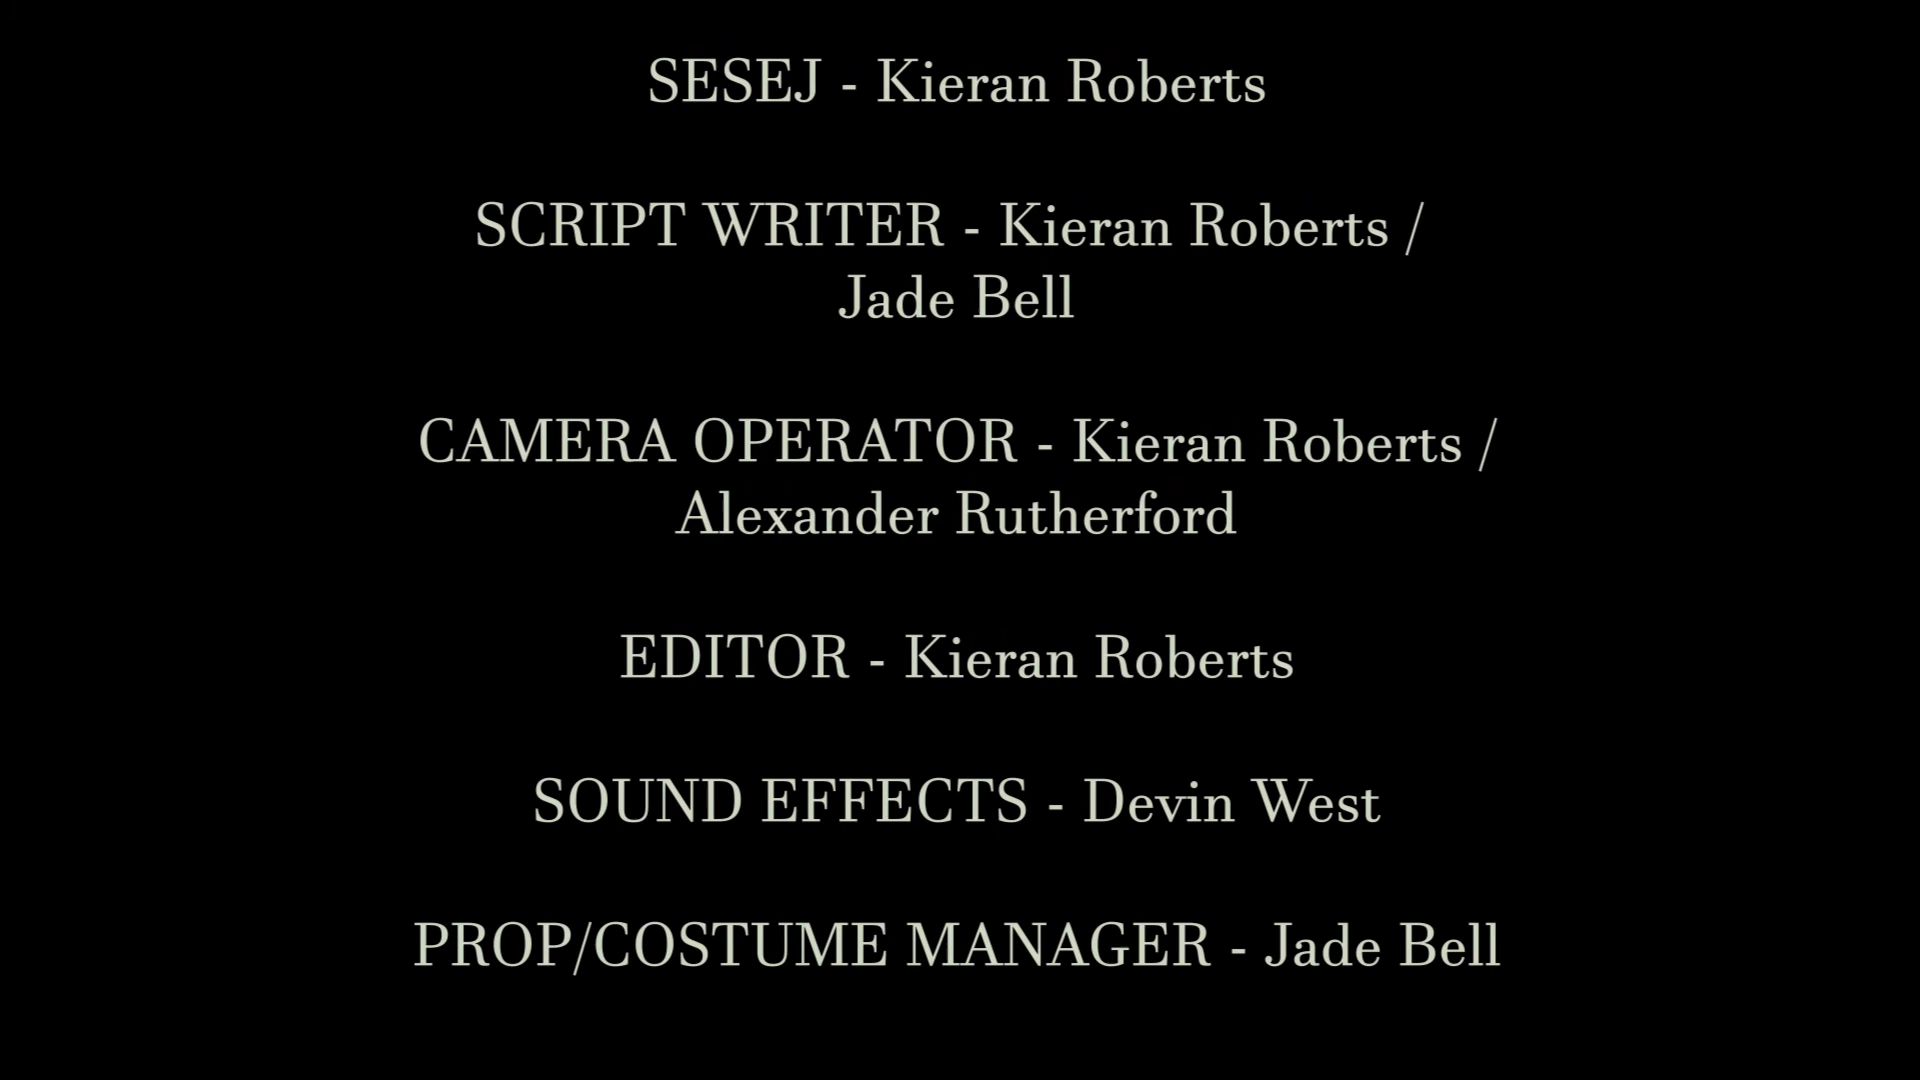 SESEJ - Kieran Roberts
SCRIPT WRITER - Kieran Roberts /
Jade Bell
CAMERA OPERATOR - Kieran Roberts /
Alexander Rutherford
EDITOR - Kieran Roberts
SOUND EFFECTS - Devin West
PROP/COSTUME MANAGER - Jade Bell